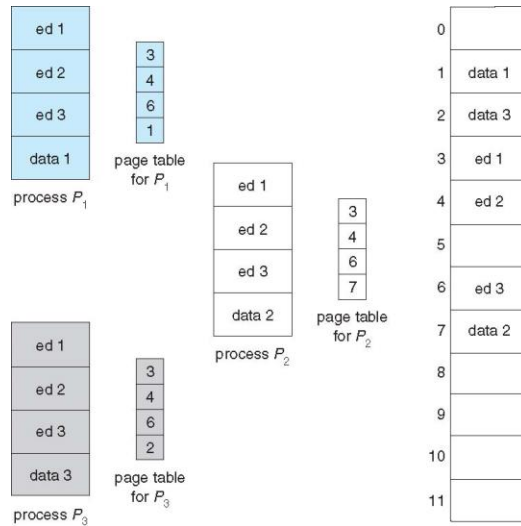 ed 1
ed 2
ed 3
data 1
process P1
3
4
6
1
page table
for P1
ed 1
ed 2
ed 3
data 2
process P2
3
4
6
7
page table
for P2
ed 1
ed 2
ed 3
data 3
process P3
3
4
6
2
page table
for P3
0
1 data 1
2 data 3
3 ed 1
4 ed 2
5
6 ed 3
7 data 2
8
9
10
11